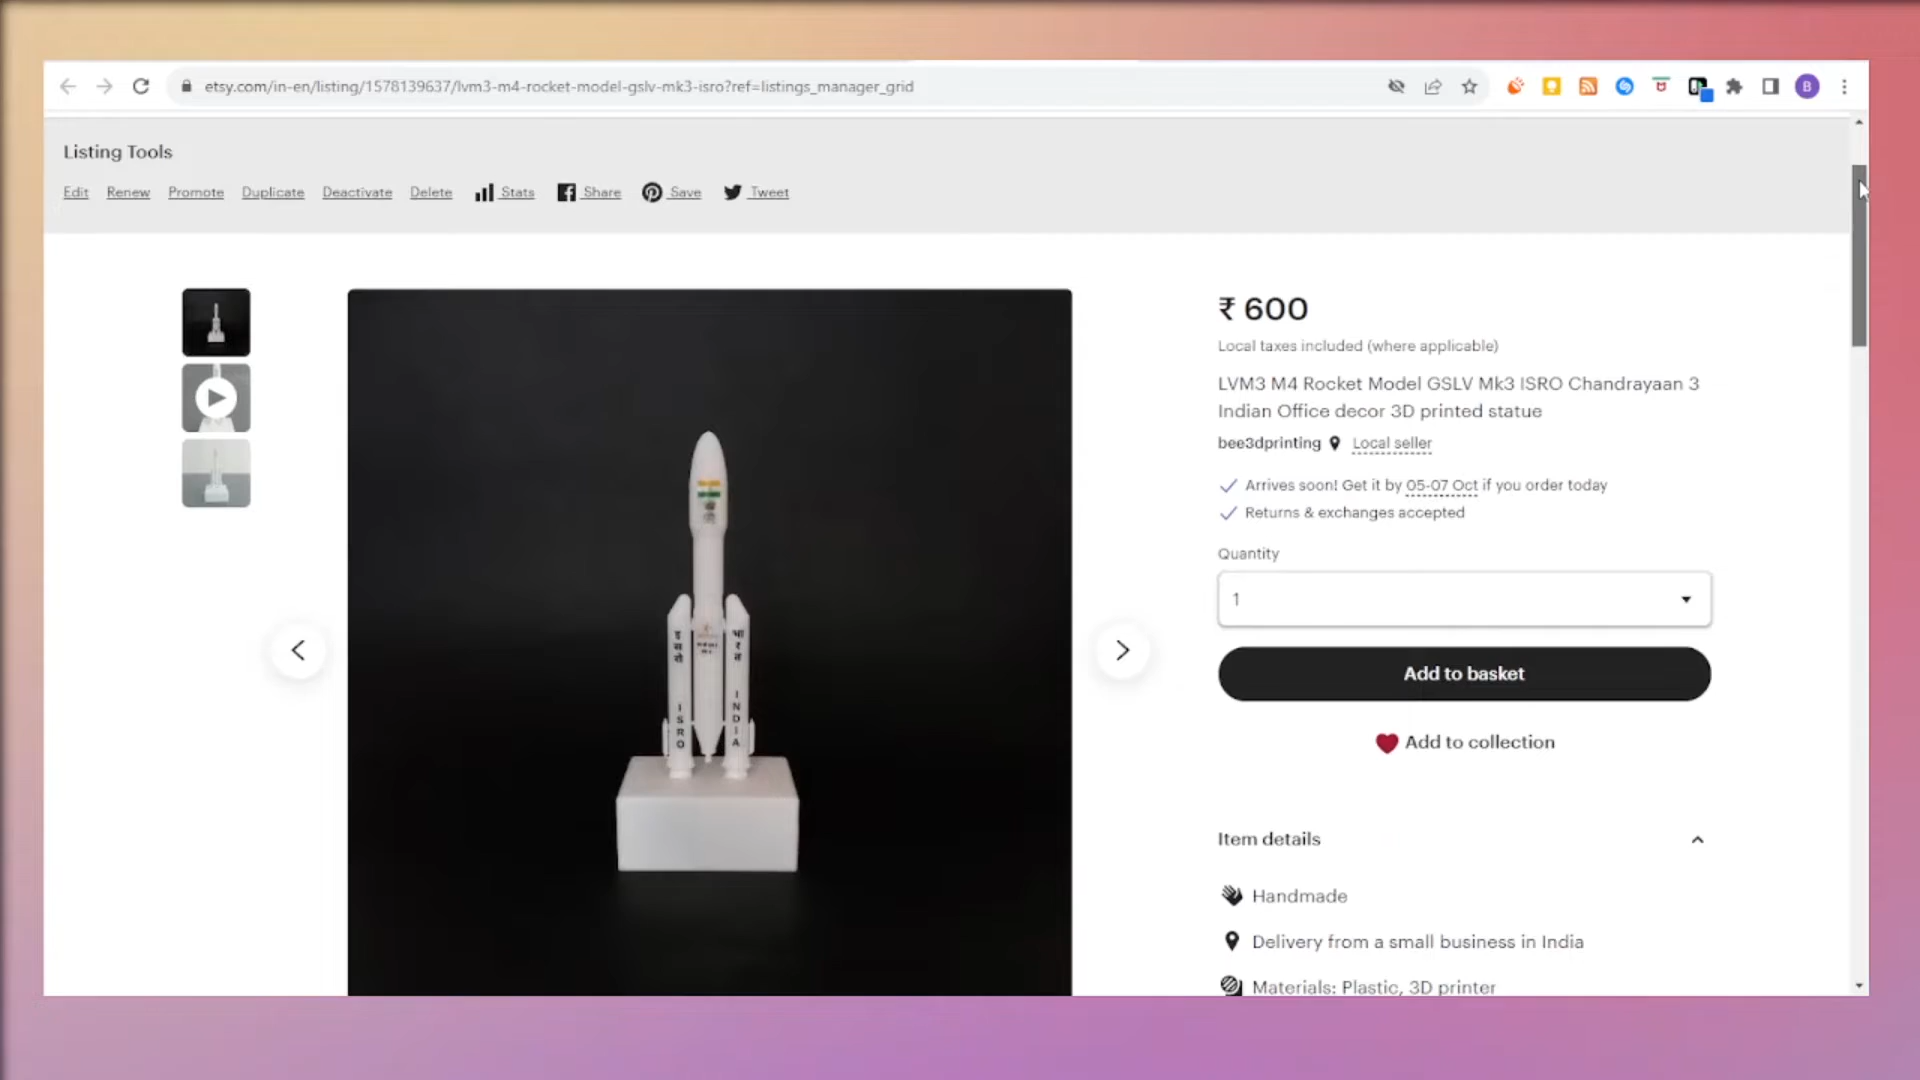 etsy.com/in-en/listing/1578139637/lvm3-m4-rocket-model-gslv-mk3-isro?ref=listings_manager_grid
B
Listing Tools
Edit Renew Promote Duplicate Deactivate Delete Stats Share Save Tweet
₹ 600
Local taxes included (where applicable)
LVM3 M4 Rocket Model GSLV Mk3 ISRO Chandrayaan 3
Indian Office decor 3D printed statue
bee3dprinting Local seller
Arrives soon! Get it by 05-07 Oct if you order today
Returns & exchanges accepted
Quantity
1
Add to basket
Add to collection
Item details
Handmade
Delivery from a small business in India
Materials: Plastic, 3D printer
इसरो
ISRO
भारत
INDIA